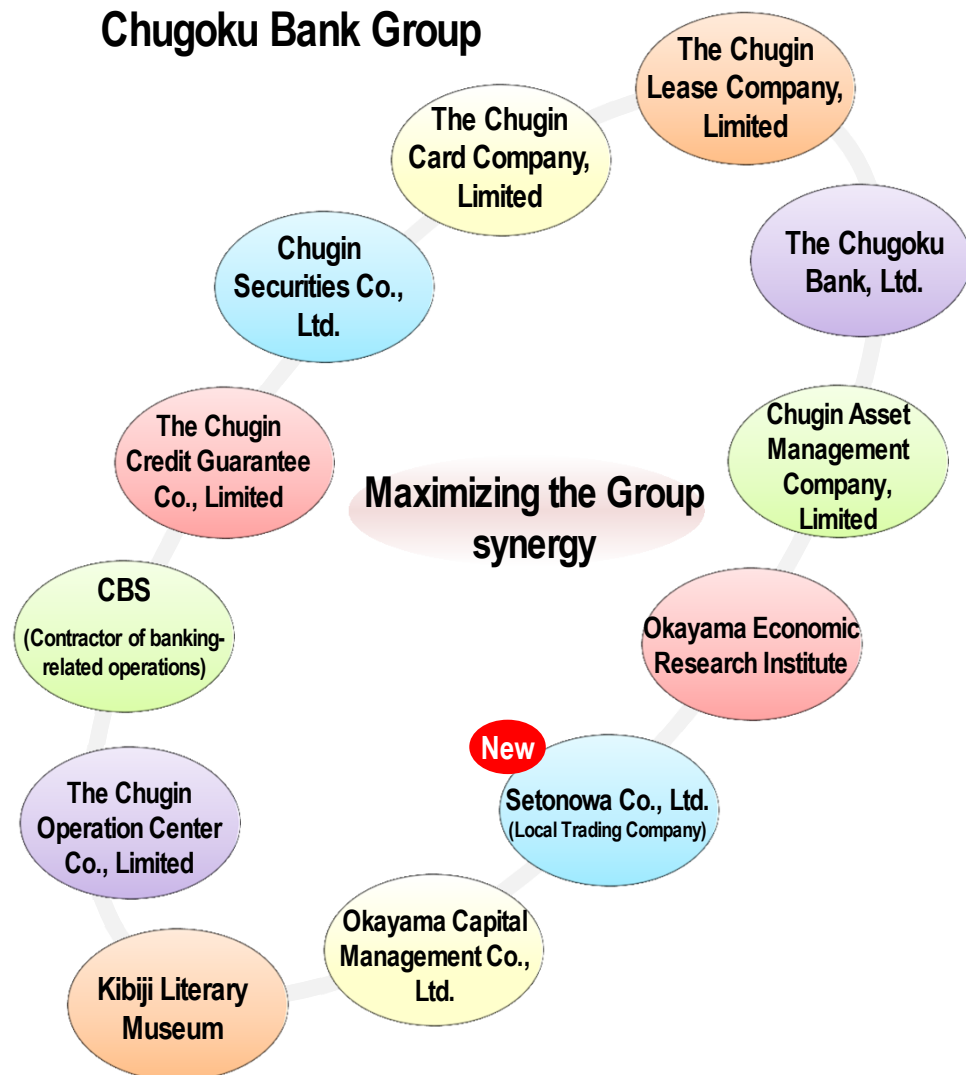 Chugoku Bank Group
The Chugin
Lease Company,
Limited
The Chugin
Card Company,
Limited
The Chugoku
Bank, Ltd.
Chugin
Securities Co.,
Ltd.
Chugin Asset
Management
Company,
Limited
The Chugin
Credit Guarantee
Co., Limited
Maximizing the Group
synergy
CBS
(Contractor of banking-
related operations)
Okayama Economic
Research Institute
New
Setonowa Co., Ltd.
(Local Trading Company)
The Chugin
Operation Center
Co., Limited
Okayama Capital
Management Co.,
Ltd.
Kibiji Literary
Museum